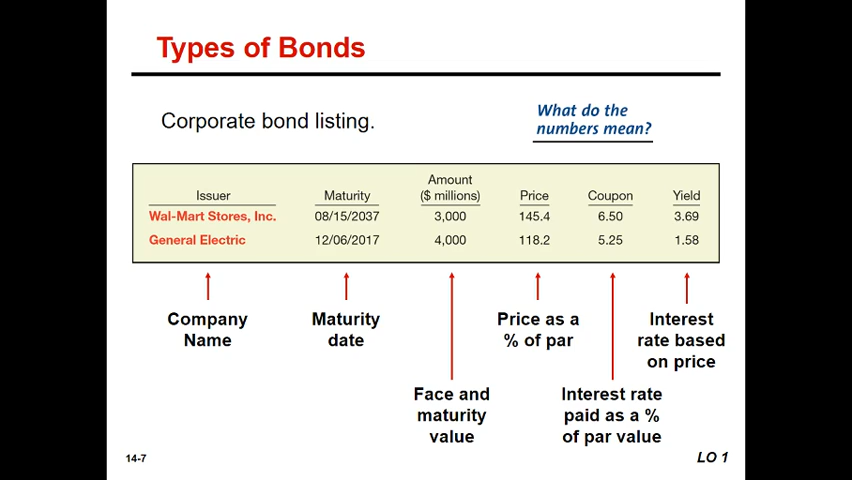 Types of Bonds
Corporate bond listing.
What do the
numbers mean?
Amount
Issuer Maturity ($ millions) Price Coupon Yield
Wal-Mart Stores, Inc. 08/15/2037 3,000 145.4 6.50 3.69
General Electric 12/06/2017 4,000 118.2 5.25 1.58
Company
Name
Maturity
date
Price as a
% of par
Interest
rate based
on price
Face and
maturity
value
Interest rate
paid as a %
of par value
14-7
LO 1